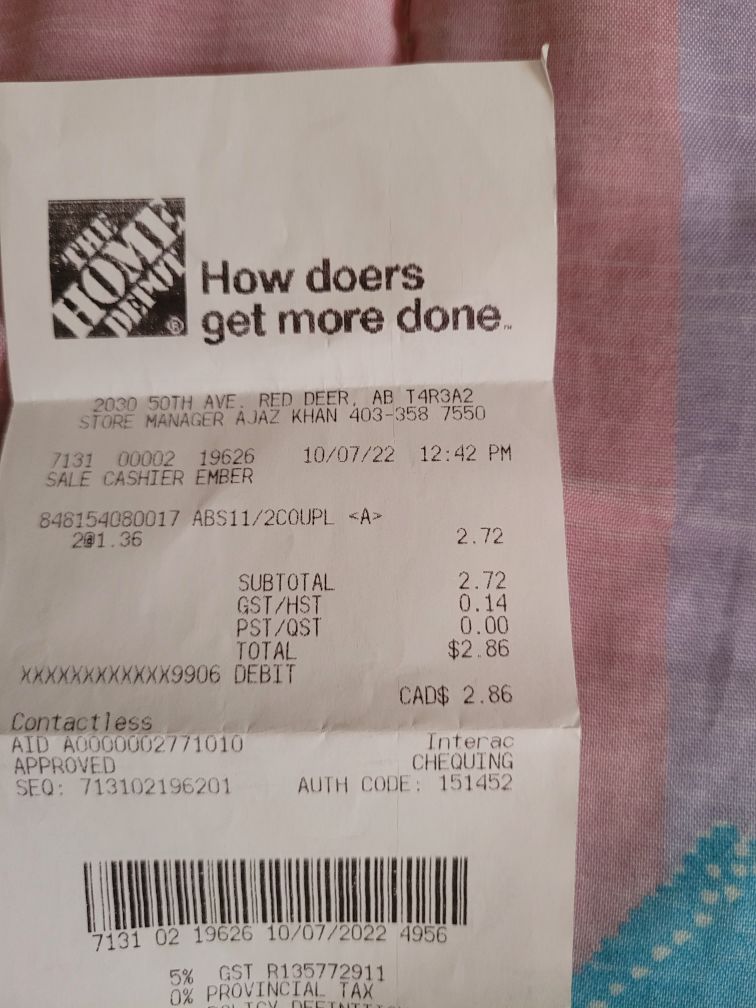 THE
HOME
DEPOT®
How doers
get more done.™
2030 50TH AVE. RED DEER, AB T4R3A2
STORE MANAGER AJAZ KHAN 403-358 7550
7131 00002 19626 10/07/22 12:42 PM
SALE CASHIER EMBER
848154080017 ABS11/2COUPL <A>
2@1.36 2.72
SUBTOTAL 2.72
GST/HST 0.14
PST/QST 0.00
TOTAL $2.86
XXXXXXXXXXXX9906 DEBIT
CAD$ 2.86
Contactless
AID A0000002771010 Interac
APPROVED CHEQUING
SEQ: 713102196201 AUTH CODE: 151452
7131 02 19626 10/07/2022 4956
5% GST R135772911
0% PROVINCIAL TAX
POLICY DEFINITI